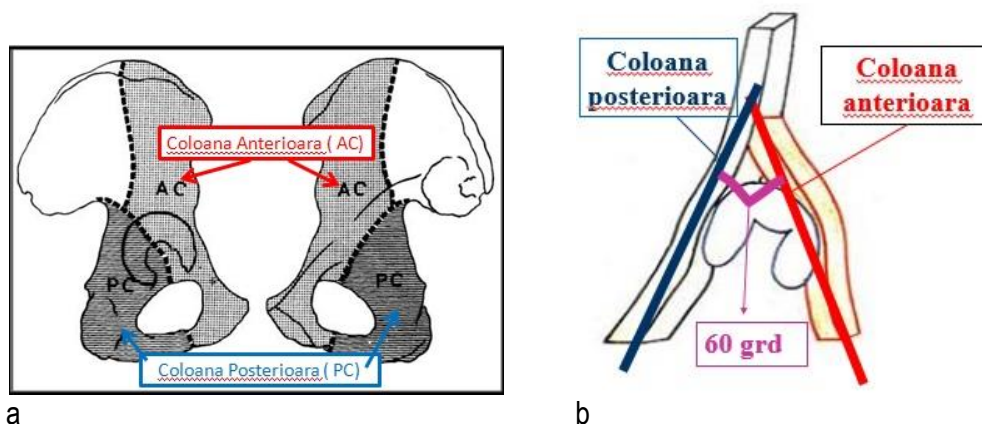 Coloana Anterioara ( AC)
AC
AC
PC
PC
Coloana Posterioara ( PC)
a
Coloana
posterioara
Coloana
anterioara
60 grd
b